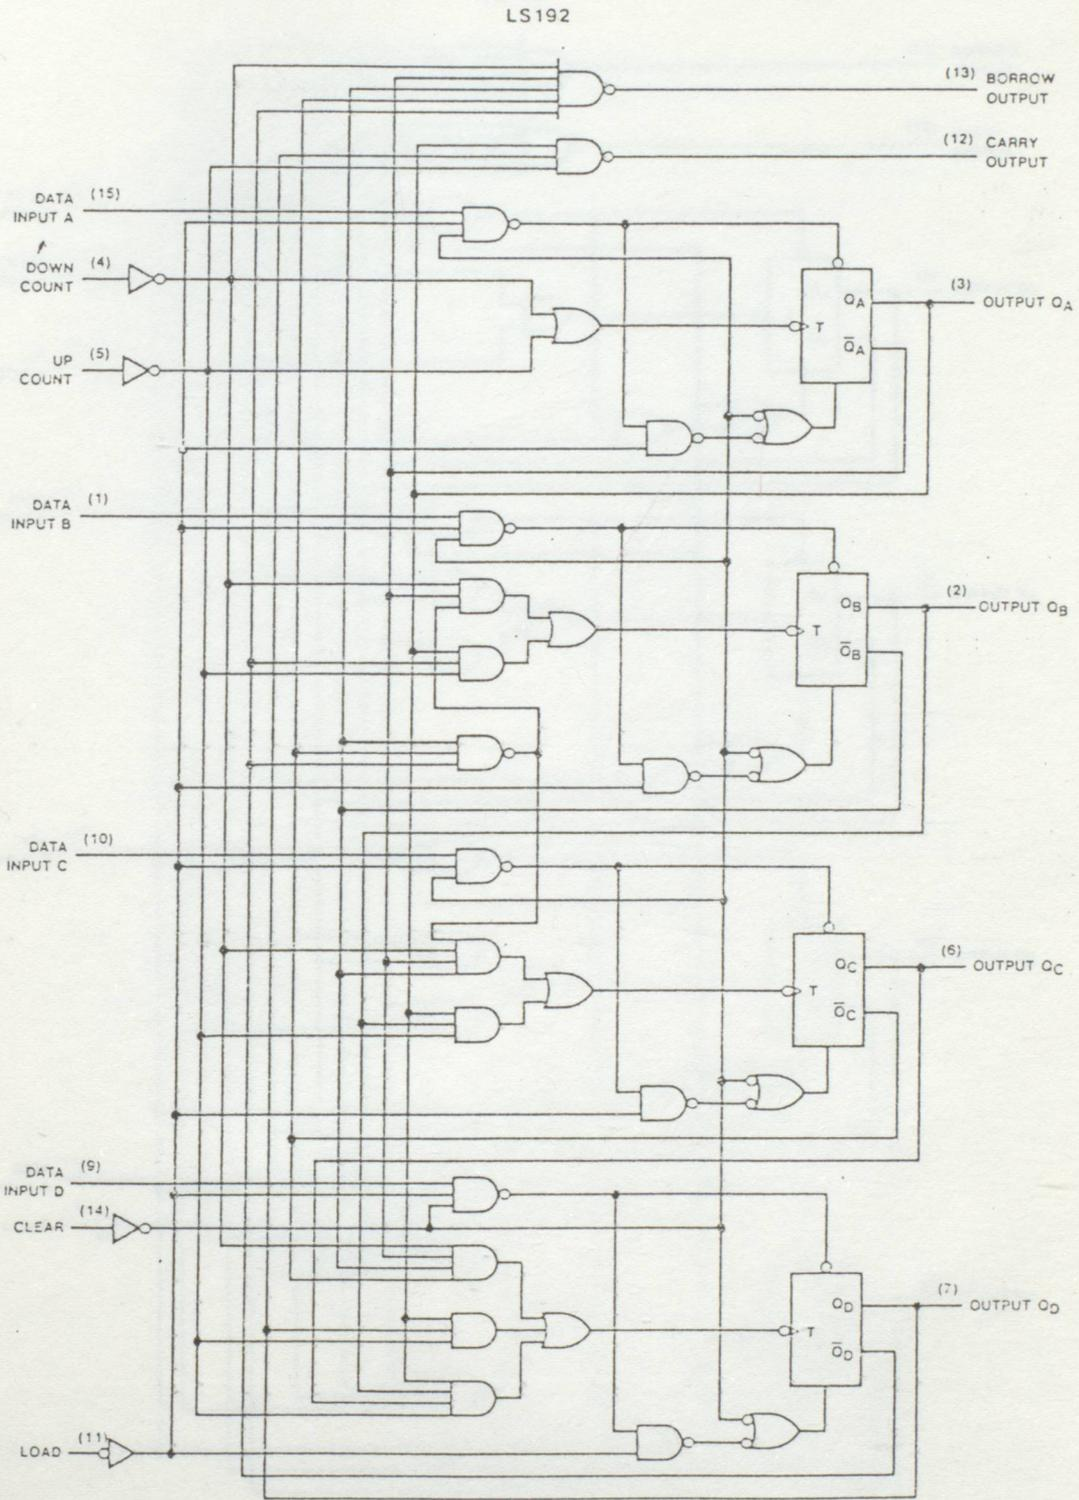 LS192
(13) BORROW
OUTPUT
(12) CARRY
OUTPUT
DATA (15)
INPUT A
DOWN (4)
COUNT
UP (5)
COUNT
QA
Q̅A
T
(3)
OUTPUT QA
DATA (1)
INPUT B
QB
Q̅B
T
(2)
OUTPUT QB
DATA (10)
INPUT C
QC
Q̅C
T
(6)
OUTPUT QC
DATA (9)
INPUT D
CLEAR (14)
QD
Q̅D
T
(7)
OUTPUT QD
LOAD (11)